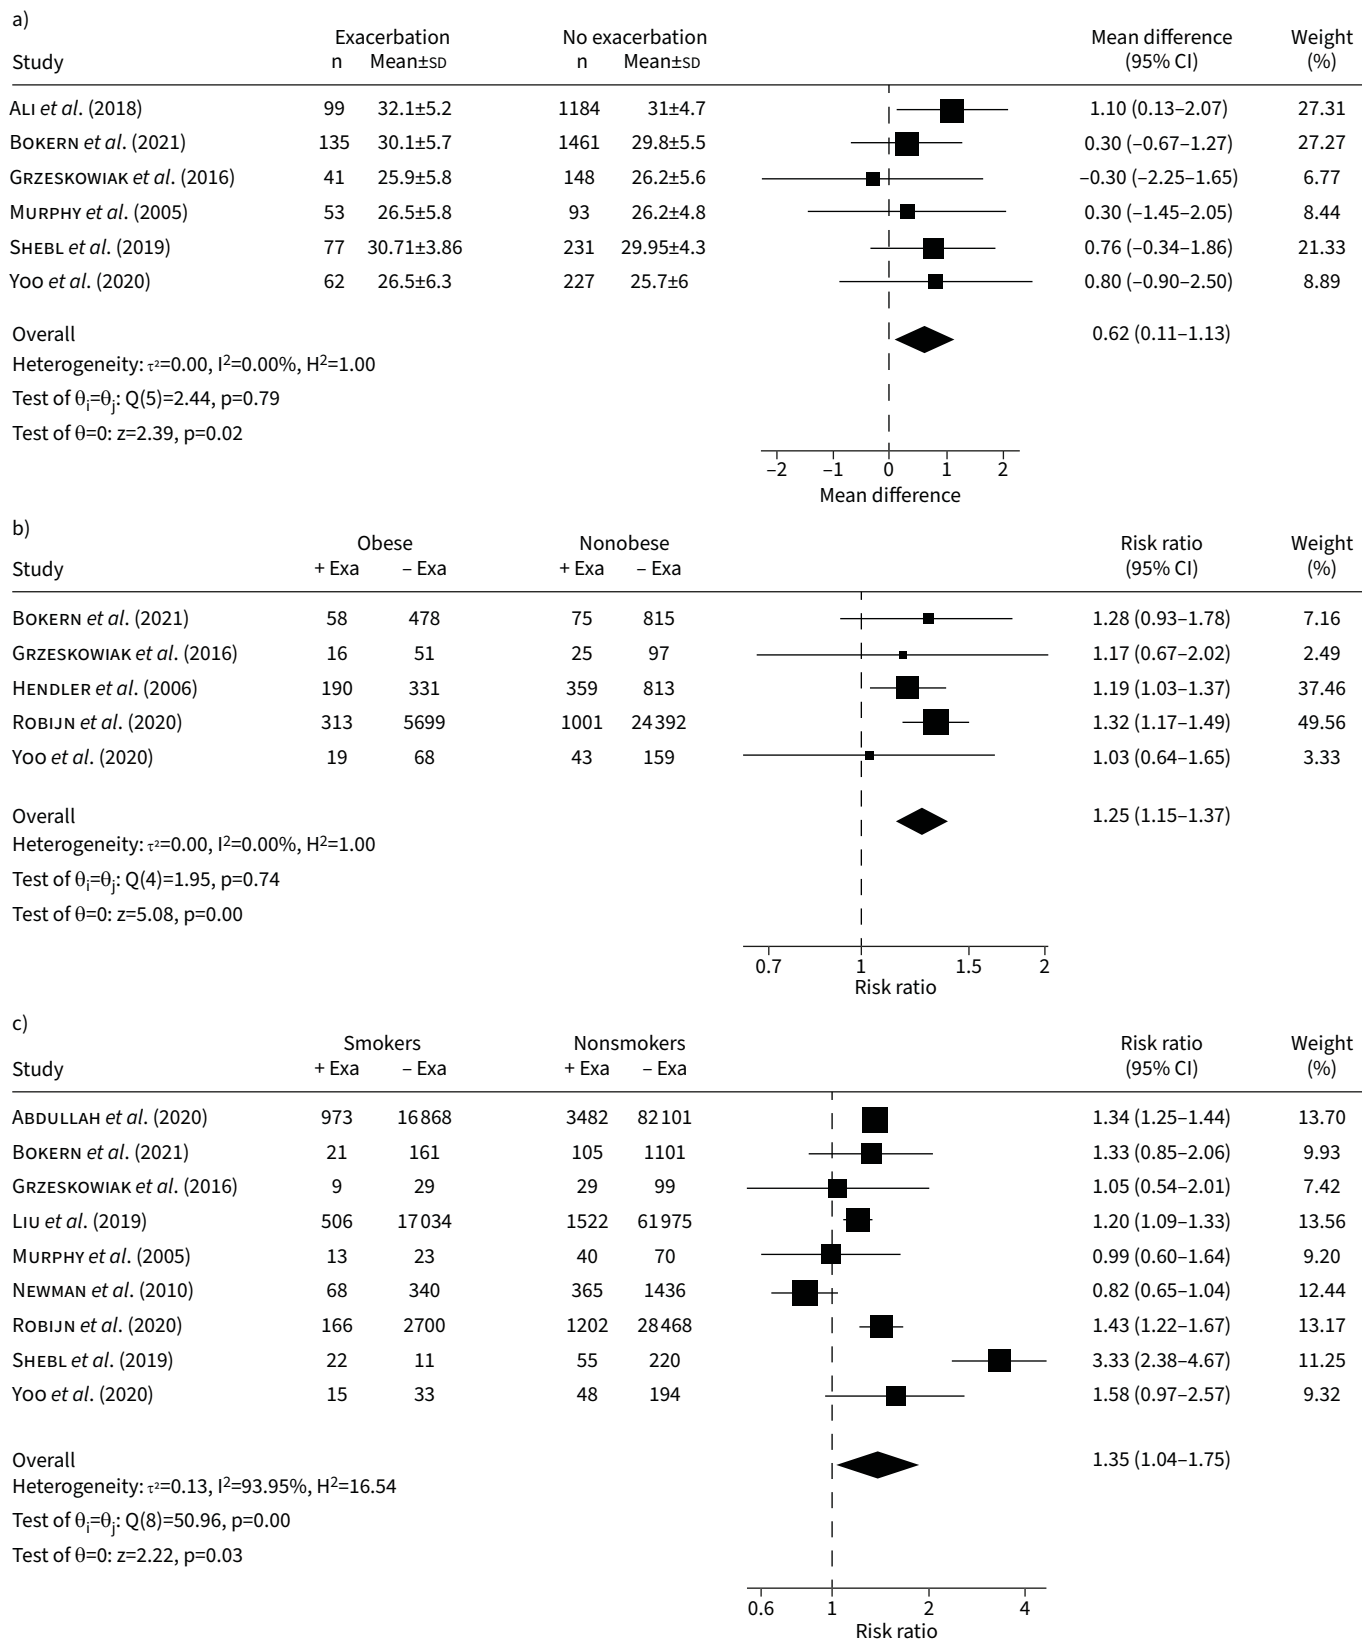 a)
Exacerbation No exacerbation Mean difference Weight
Study n Mean±SD n Mean±SD (95% CI) (%)
ALI et al. (2018) 99 32.1±5.2 1184 31±4.7 1.10 (0.13–2.07) 27.31
BOKERN et al. (2021) 135 30.1±5.7 1461 29.8±5.5 0.30 (–0.67–1.27) 27.27
GRZESKOWIAK et al. (2016) 41 25.9±5.8 148 26.2±5.6 –0.30 (–2.25–1.65) 6.77
MURPHY et al. (2005) 53 26.5±5.8 93 26.2±4.8 0.30 (–1.45–2.05) 8.44
SHEBL et al. (2019) 77 30.71±3.86 231 29.95±4.3 0.76 (–0.34–1.86) 21.33
YOO et al. (2020) 62 26.5±6.3 227 25.7±6 0.80 (–0.90–2.50) 8.89
Overall 0.62 (0.11–1.13)
Heterogeneity: τ²=0.00, I²=0.00%, H²=1.00
Test of θi=θj: Q(5)=2.44, p=0.79
Test of θ=0: z=2.39, p=0.02
–2 –1 0 1 2
Mean difference
b)
Obese Nonobese Risk ratio Weight
Study + Exa – Exa + Exa – Exa (95% CI) (%)
BOKERN et al. (2021) 58 478 75 815 1.28 (0.93–1.78) 7.16
GRZESKOWIAK et al. (2016) 16 51 25 97 1.17 (0.67–2.02) 2.49
HENDLER et al. (2006) 190 331 359 813 1.19 (1.03–1.37) 37.46
ROBIJN et al. (2020) 313 5699 1001 24392 1.32 (1.17–1.49) 49.56
YOO et al. (2020) 19 68 43 159 1.03 (0.64–1.65) 3.33
Overall 1.25 (1.15–1.37)
Heterogeneity: τ²=0.00, I²=0.00%, H²=1.00
Test of θi=θj: Q(4)=1.95, p=0.74
Test of θ=0: z=5.08, p=0.00
0.7 1 1.5 2
Risk ratio
c)
Smokers Nonsmokers Risk ratio Weight
Study + Exa – Exa + Exa – Exa (95% CI) (%)
ABDULLAH et al. (2020) 973 16868 3482 82101 1.34 (1.25–1.44) 13.70
BOKERN et al. (2021) 21 161 105 1101 1.33 (0.85–2.06) 9.93
GRZESKOWIAK et al. (2016) 9 29 29 99 1.05 (0.54–2.01) 7.42
LIU et al. (2019) 506 17034 1522 61975 1.20 (1.09–1.33) 13.56
MURPHY et al. (2005) 13 23 40 70 0.99 (0.60–1.64) 9.20
NEWMAN et al. (2010) 68 340 365 1436 0.82 (0.65–1.04) 12.44
ROBIJN et al. (2020) 166 2700 1202 28468 1.43 (1.22–1.67) 13.17
SHEBL et al. (2019) 22 11 55 220 3.33 (2.38–4.67) 11.25
YOO et al. (2020) 15 33 48 194 1.58 (0.97–2.57) 9.32
Overall 1.35 (1.04–1.75)
Heterogeneity: τ²=0.13, I²=93.95%, H²=16.54
Test of θi=θj: Q(8)=50.96, p=0.00
Test of θ=0: z=2.22, p=0.03
0.6 1 2 4
Risk ratio